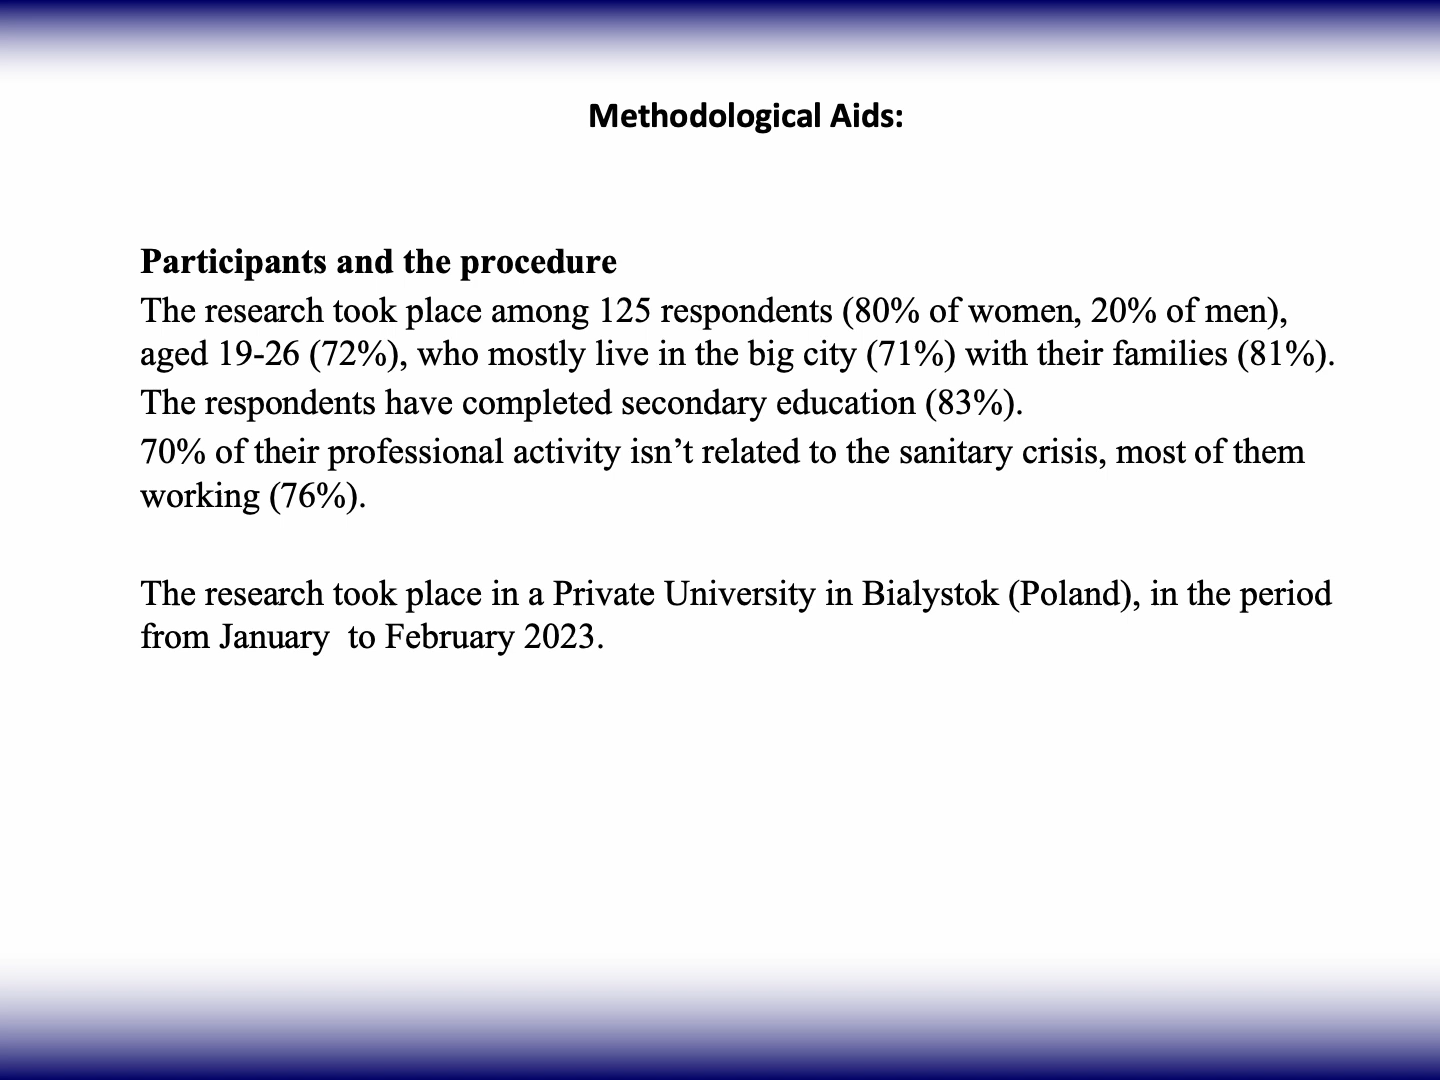 Methodological Aids:
Participants and the procedure
The research took place among 125 respondents (80% of women, 20% of men),
aged 19-26 (72%), who mostly live in the big city (71%) with their families (81%).
The respondents have completed secondary education (83%).
70% of their professional activity isn’t related to the sanitary crisis, most of them
working (76%).
The research took place in a Private University in Bialystok (Poland), in the period
from January  to February 2023.